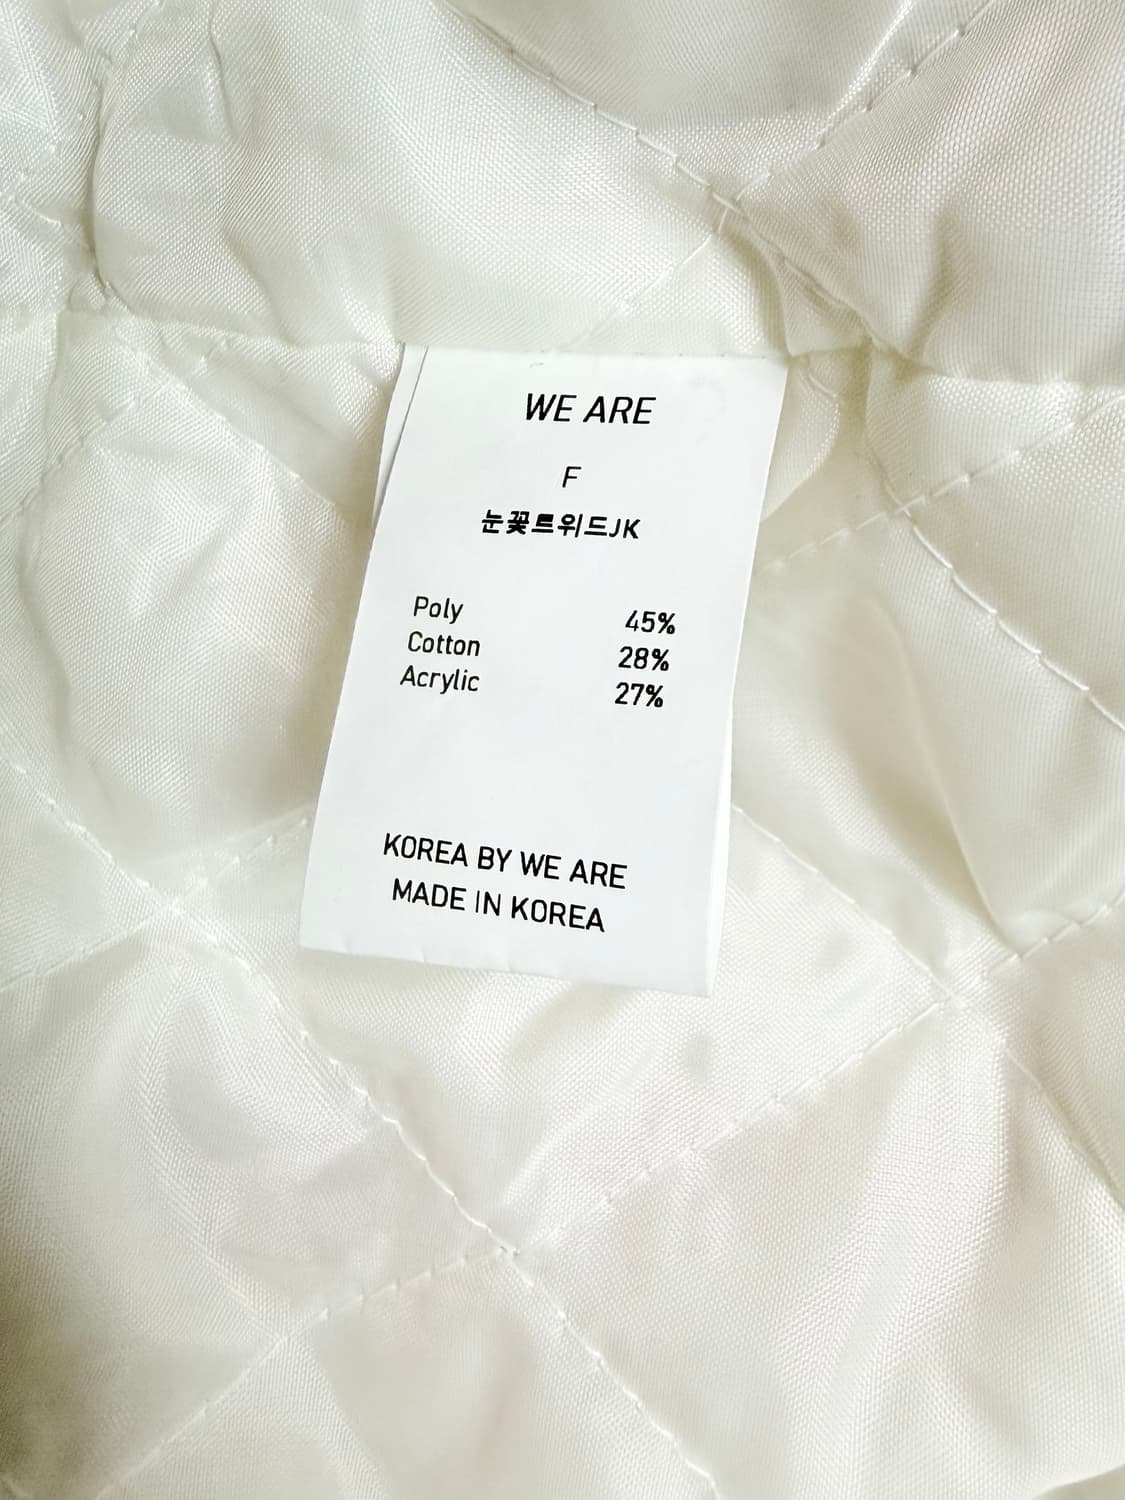 WE ARE
F
눈꽃트위드JK
Poly 45%
Cotton 28%
Acrylic 27%
KOREA BY WE ARE
MADE IN KOREA